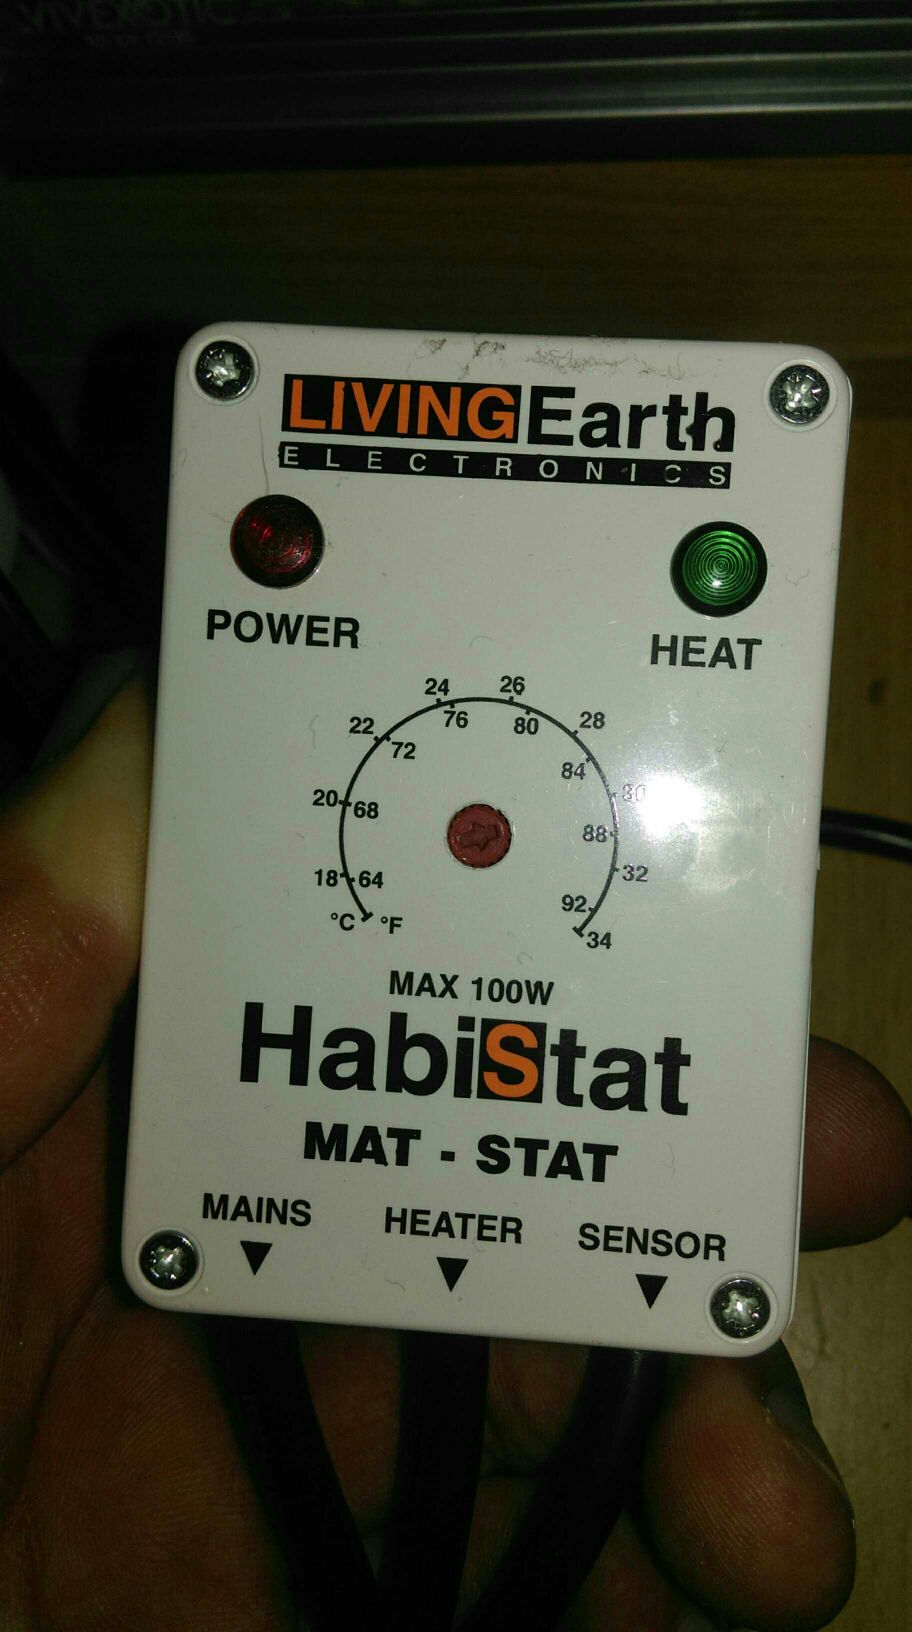 VIVEXOTIC
LIVINGEarth
ELECTRONICS
POWER
HEAT
24 26
22 76 80 28
72 84
20 68 30
88
18 64 32
92
°C °F 34
MAX 100W
HabiStat
MAT - STAT
MAINS HEATER SENSOR